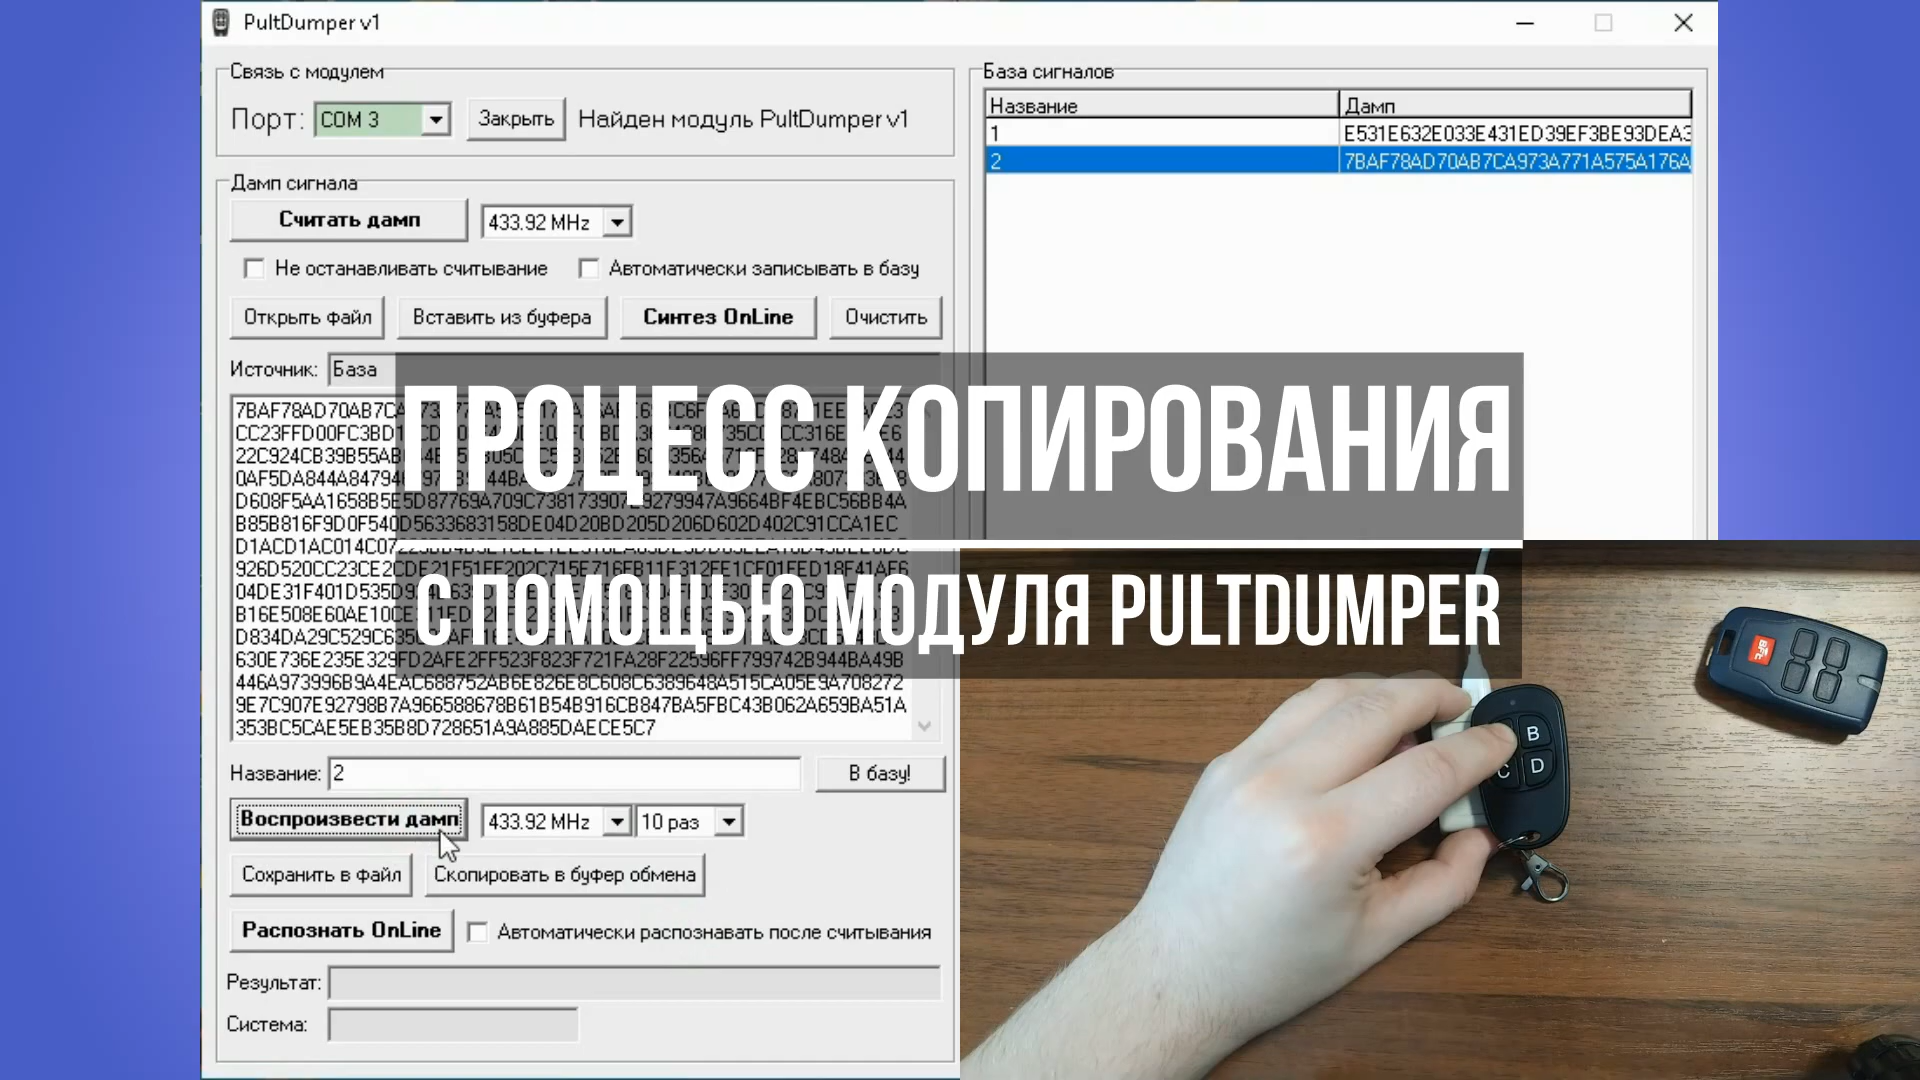 PultDumper v1
Связь с модулем
Порт: COM 3 Закрыть Найден модуль PultDumper v1
Дамп сигнала
Считать дамп 433.92 MHz
Не останавливать считывание Автоматически записывать в базу
Открыть файл Вставить из буфера Синтез OnLine Очистить
Источник: База
D608F5AA1658B5E5D87769A709C7381739072E9279947A9664BF4EBC56BB4A
B85B816F9D0F540D5633683158DE04D20BD205D206D602D402C91CCA1EC
630E736E235E329FD2AFE2FF523F823F721FA28F22596FF799742B944BA49B
446A973996B9A4EAC688752AB6E826E8C608C6389648A515CA05E9A708272
9E7C907E92798B7A966588678B61B54B916CB847BA5FBC43B062A659BA51A
353BC5CAE5EB35B8D728651A9A885DAECE5C7
Название: 2 В базу!
Воспроизвести дамп 433.92 MHz 10 раз
Сохранить в файл Скопировать в буфер обмена
Распознать OnLine Автоматически распознавать после считывания
Результат:
Система:
База сигналов
Название Дамп
1 E531E632E033E431ED39EF3BE93DEA3
2 7BAF78AD70AB7CA973A771A575A176A
ПРОЦЕСС КОПИРОВАНИЯ
С ПОМОЩЬЮ МОДУЛЯ PULTDUMPER
BFT
B
C D